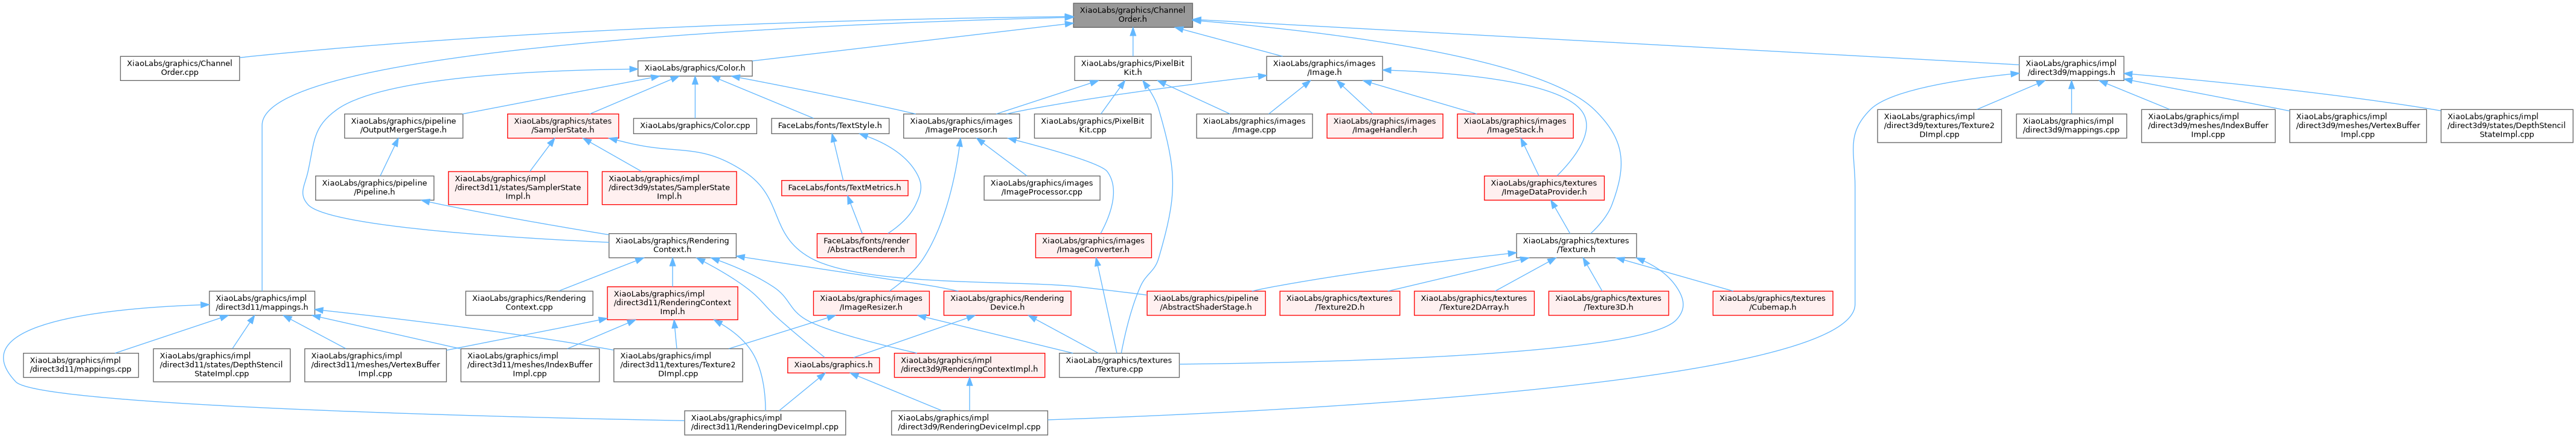 XiaoLabs/graphics/Channel
Order.h
XiaoLabs/graphics/Channel
Order.cpp
XiaoLabs/graphics/Color.h
XiaoLabs/graphics/PixelBit
Kit.h
XiaoLabs/graphics/images
/Image.h
XiaoLabs/graphics/impl
/direct3d9/mappings.h
XiaoLabs/graphics/pipeline
/OutputMergerStage.h
XiaoLabs/graphics/states
/SamplerState.h
XiaoLabs/graphics/Color.cpp
FaceLabs/fonts/TextStyle.h
XiaoLabs/graphics/images
/ImageProcessor.h
XiaoLabs/graphics/PixelBit
Kit.cpp
XiaoLabs/graphics/images
/Image.cpp
XiaoLabs/graphics/images
/ImageHandler.h
XiaoLabs/graphics/images
/ImageStack.h
XiaoLabs/graphics/impl
/direct3d9/textures/Texture2
DImpl.cpp
XiaoLabs/graphics/impl
/direct3d9/mappings.cpp
XiaoLabs/graphics/impl
/direct3d9/meshes/IndexBuffer
Impl.cpp
XiaoLabs/graphics/impl
/direct3d9/meshes/VertexBuffer
Impl.cpp
XiaoLabs/graphics/impl
/direct3d9/states/DepthStencil
StateImpl.cpp
XiaoLabs/graphics/pipeline
/Pipeline.h
XiaoLabs/graphics/impl
/direct3d11/states/SamplerState
Impl.h
XiaoLabs/graphics/impl
/direct3d9/states/SamplerState
Impl.h
FaceLabs/fonts/TextMetrics.h
XiaoLabs/graphics/images
/ImageProcessor.cpp
XiaoLabs/graphics/textures
/ImageDataProvider.h
XiaoLabs/graphics/Rendering
Context.h
FaceLabs/fonts/render
/AbstractRenderer.h
XiaoLabs/graphics/images
/ImageConverter.h
XiaoLabs/graphics/textures
/Texture.h
XiaoLabs/graphics/impl
/direct3d11/mappings.h
XiaoLabs/graphics/Rendering
Context.cpp
XiaoLabs/graphics/impl
/direct3d11/RenderingContext
Impl.h
XiaoLabs/graphics/images
/ImageResizer.h
XiaoLabs/graphics/Rendering
Device.h
XiaoLabs/graphics/pipeline
/AbstractShaderStage.h
XiaoLabs/graphics/textures
/Texture2D.h
XiaoLabs/graphics/textures
/Texture2DArray.h
XiaoLabs/graphics/textures
/Texture3D.h
XiaoLabs/graphics/textures
/Cubemap.h
XiaoLabs/graphics/impl
/direct3d11/mappings.cpp
XiaoLabs/graphics/impl
/direct3d11/states/DepthStencil
StateImpl.cpp
XiaoLabs/graphics/impl
/direct3d11/meshes/VertexBuffer
Impl.cpp
XiaoLabs/graphics/impl
/direct3d11/meshes/IndexBuffer
Impl.cpp
XiaoLabs/graphics/impl
/direct3d11/textures/Texture2
DImpl.cpp
XiaoLabs/graphics.h
XiaoLabs/graphics/impl
/direct3d9/RenderingContextImpl.h
XiaoLabs/graphics/textures
/Texture.cpp
XiaoLabs/graphics/impl
/direct3d11/RenderingDeviceImpl.cpp
XiaoLabs/graphics/impl
/direct3d9/RenderingDeviceImpl.cpp